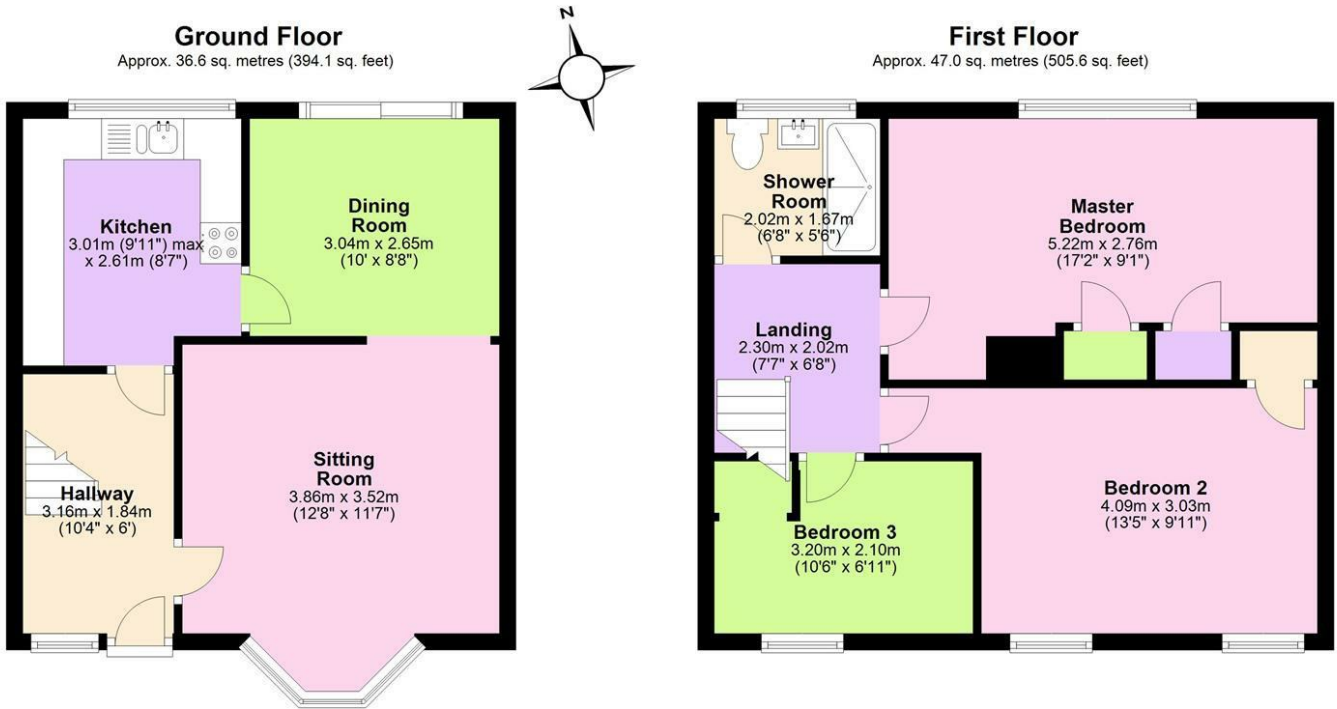 Ground Floor
Approx. 36.6 sq. metres (394.1 sq. feet)
Kitchen
3.01m (9'11") max
x 2.61m (8'7")
Dining
Room
3.04m x 2.65m
(10' x 8'8")
Hallway
3.16m x 1.84m
(10'4" x 6')
Sitting
Room
3.86m x 3.52m
(12'8" x 11'7")
N
First Floor
Approx. 47.0 sq. metres (505.6 sq. feet)
Shower
Room
2.02m x 1.67m
(6'8" x 5'6")
Master
Bedroom
5.22m x 2.76m
(17'2" x 9'1")
Landing
2.30m x 2.02m
(7'7" x 6'8")
Bedroom 2
4.09m x 3.03m
(13'5" x 9'11")
Bedroom 3
3.20m x 2.10m
(10'6" x 6'11")